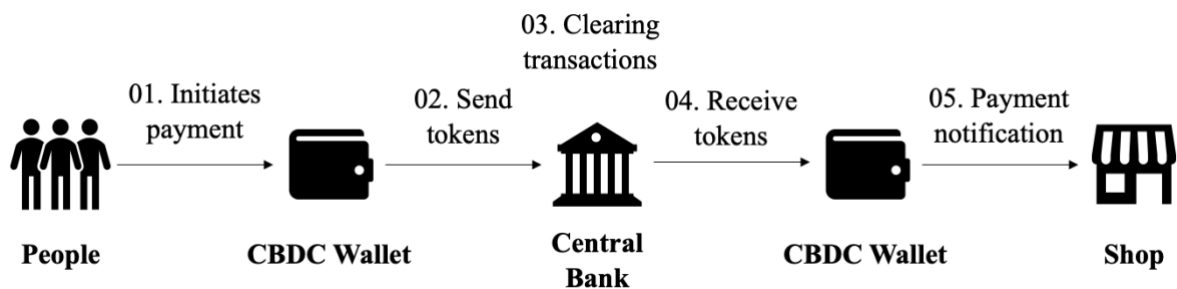 03. Clearing
transactions
01. Initiates
payment
02. Send
tokens
04. Receive
tokens
05. Payment
notification
People
CBDC Wallet
Central
Bank
CBDC Wallet
Shop